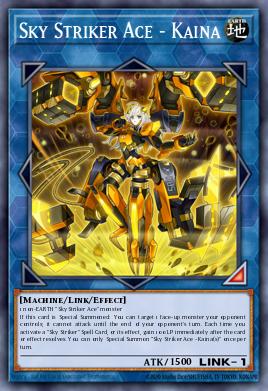 SKY STRIKER ACE - KAINA
EARTH
地
[MACHINE/LINK/EFFECT]
1 non-EARTH "Sky Striker Ace" monster
If this card is Special Summoned: You can target 1 face-up monster your opponent
controls; it cannot attack until the end of your opponent's turn. Each time you
activate a "Sky Striker" Spell Card, or its effect, gain 100 LP immediately after the card
or effect resolves. You can only Special Summon "Sky Striker Ace - Kaina(s)" once per
turn.
ATK/1500 LINK-1